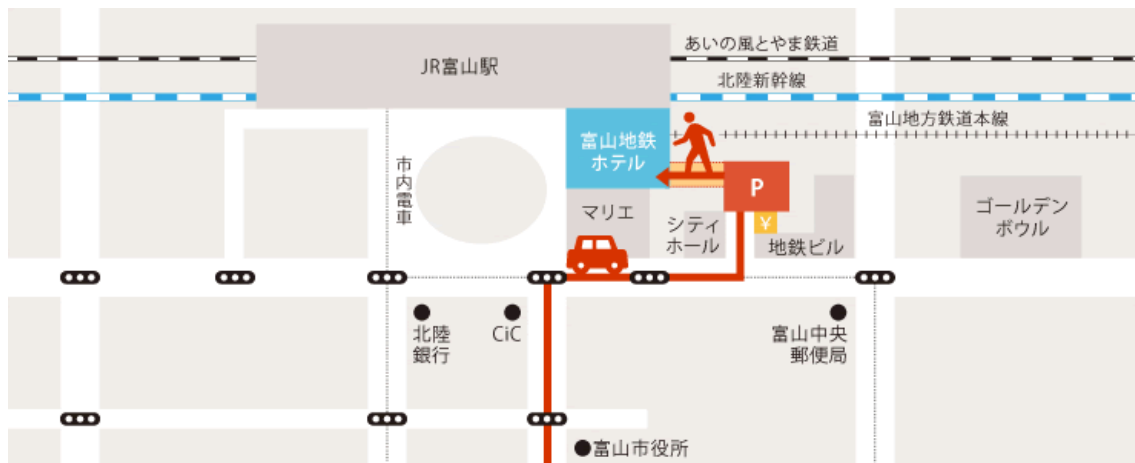 あいの風とやま鉄道
JR富山駅
北陸新幹線
富山地方鉄道本線
富山地鉄
ホテル
市内電車
P
マリエ
シティ
ホール
¥
地鉄ビル
ゴールデン
ボウル
北陸
銀行
CiC
富山中央
郵便局
富山市役所